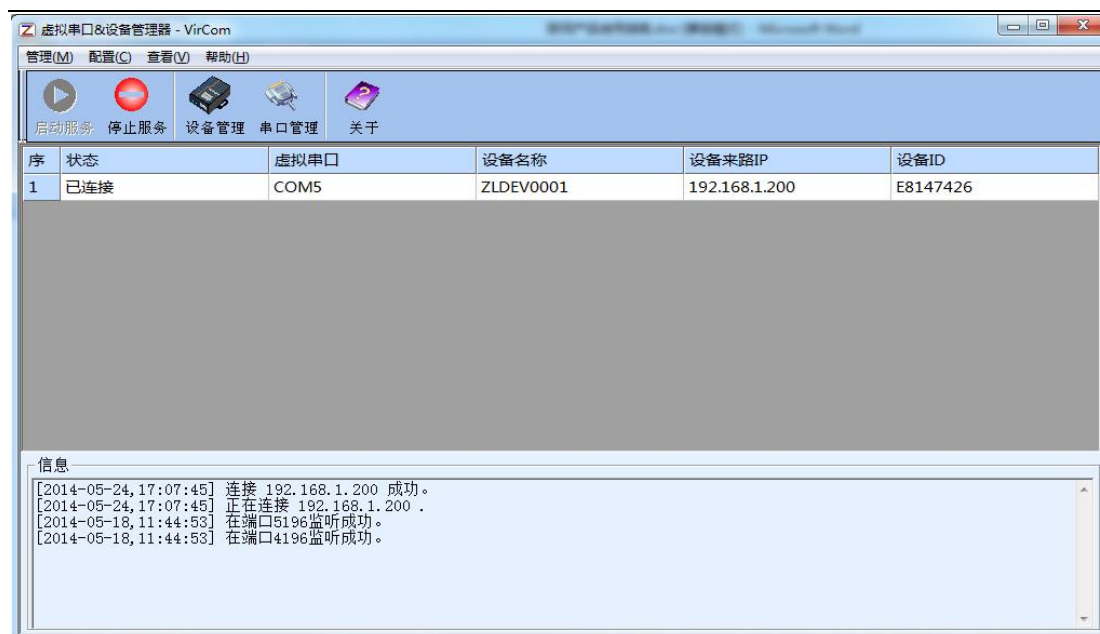 虚拟串口&设备管理器 - VirCom
管理(M) 配置(C) 查看(V) 帮助(H)
启动服务 停止服务 设备管理 串口管理 关于
序 状态 虚拟串口 设备名称 设备来路IP 设备ID
1 已连接 COM5 ZLDEV0001 192.168.1.200 E8147426
信息
[2014-05-24,17:07:45] 连接 192.168.1.200 成功。
[2014-05-24,17:07:45] 正在连接 192.168.1.200 .
[2014-05-18,11:44:53] 在端口5196监听成功。
[2014-05-18,11:44:53] 在端口4196监听成功。